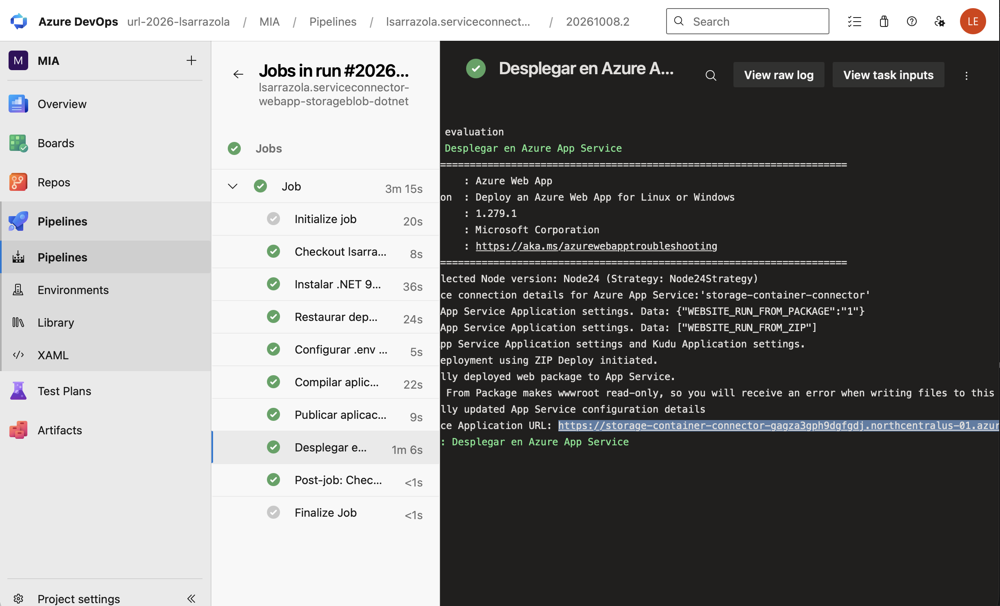 Azure DevOps url-2026-lsarrazola / MIA / Pipelines / lsarrazola.serviceconnect... / 20261008.2
Search
LE
M MIA
Overview
Boards
Repos
Pipelines
Pipelines
Environments
Library
XAML
Test Plans
Artifacts
Project settings
Jobs in run #2026...
lsarrazola.serviceconnector-
webapp-storageblob-dotnet
Jobs
Job 3m 15s
Initialize job 20s
Checkout lsarra... 8s
Instalar .NET 9... 36s
Restaurar dep... 24s
Configurar .env ... 5s
Compilar aplic... 22s
Publicar aplicac... 9s
Desplegar e... 1m 6s
Post-job: Chec... <1s
Finalize Job <1s
Desplegar en Azure A...
View raw log
View task inputs
evaluation
Desplegar en Azure App Service
=====================================================================
: Azure Web App
on : Deploy an Azure Web App for Linux or Windows
: 1.279.1
: Microsoft Corporation
: https://aka.ms/azurewebapptroubleshooting
=====================================================================
lected Node version: Node24 (Strategy: Node24Strategy)
ce connection details for Azure App Service:'storage-container-connector'
App Service Application settings. Data: {"WEBSITE_RUN_FROM_PACKAGE":"1"}
App Service Application settings. Data: ["WEBSITE_RUN_FROM_ZIP"]
pp Service Application settings and Kudu Application settings.
eployment using ZIP Deploy initiated.
lly deployed web package to App Service.
From Package makes wwwroot read-only, so you will receive an error when writing files to this
lly updated App Service configuration details
ce Application URL: https://storage-container-connector-gagza3gph9dgfgdj.northcentralus-01.azur
: Desplegar en Azure App Service